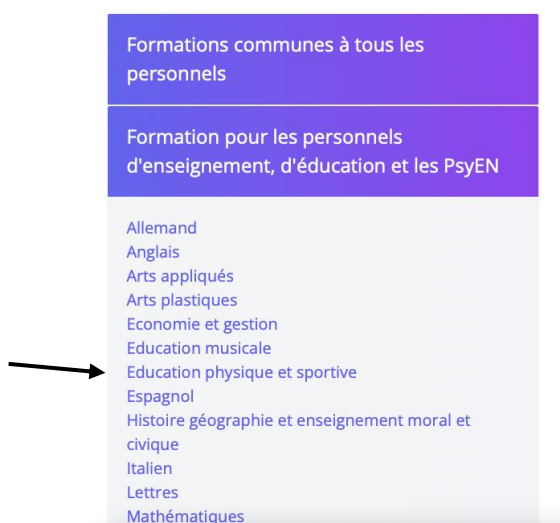 Formations communes à tous les
personnels
Formation pour les personnels
d'enseignement, d'éducation et les PsyEN
Allemand
Anglais
Arts appliqués
Arts plastiques
Economie et gestion
Education musicale
Education physique et sportive
Espagnol
Histoire géographie et enseignement moral et
civique
Italien
Lettres
Mathématiques